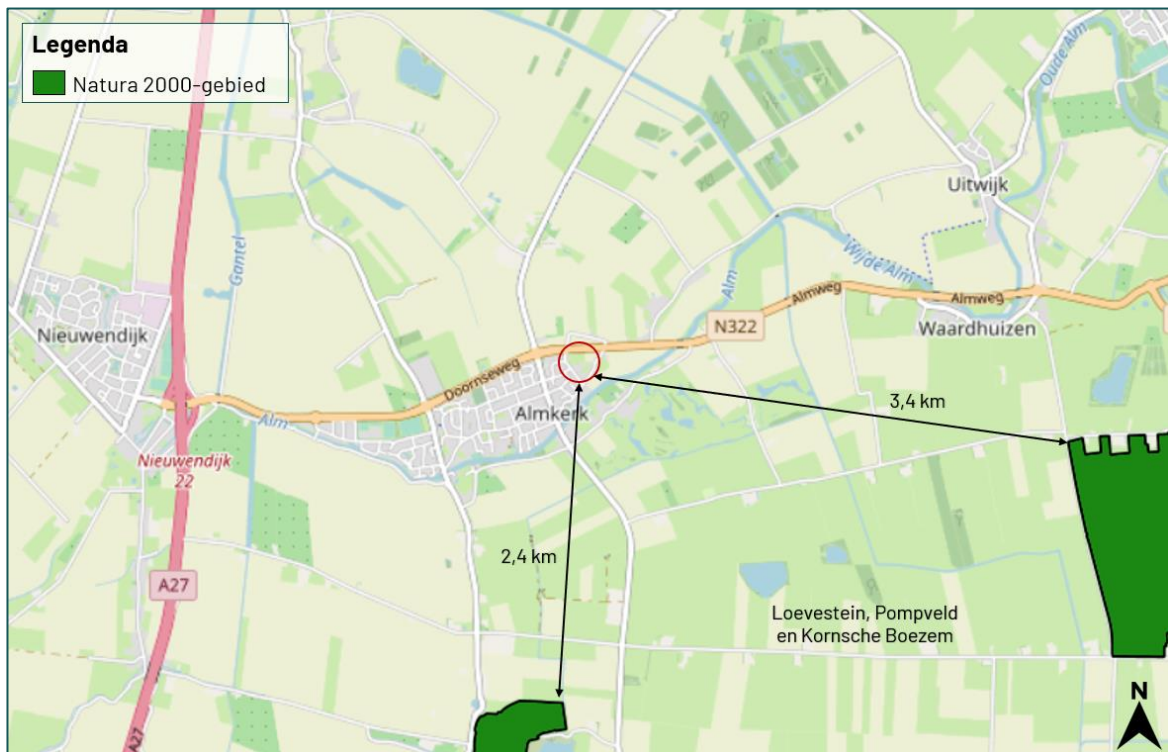 Legenda
Natura 2000-gebied
Oude Alm
Uitwijk
Gantel
Wijde Alm
Alm
Almweg
Almweg
Nieuwendijk
N322
Waardhuizen
Doornseweg
3,4 km
Almkerk
Alm
Nieuwendijk
22
2,4 km
A27
Loevestein, Pompveld
en Kornsche Boezem
N
A27